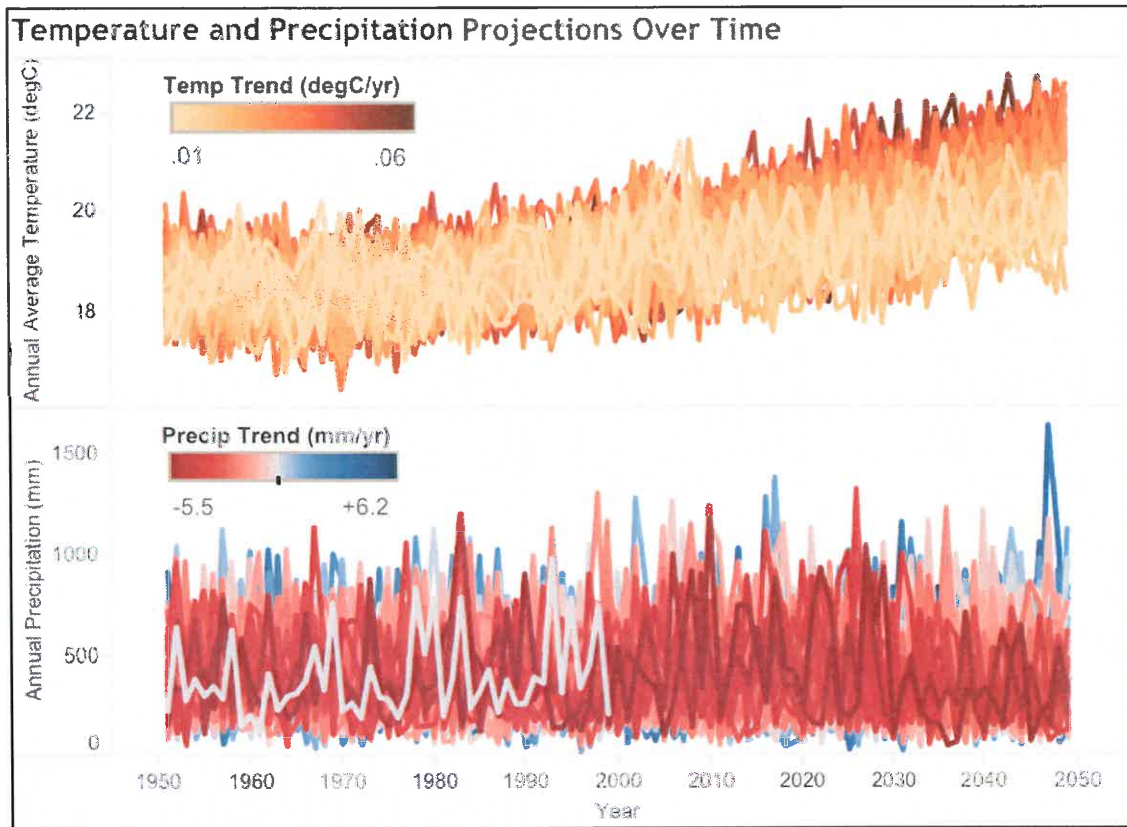 Temperature and Precipitation Projections Over Time
Annual Average Temperature (degC)
Temp Trend (degC/yr)
.01 .06
22
20
18
Annual Precipitation (mm)
Precip Trend (mm/yr)
-5.5 +6.2
1500
1000
500
0
1950 1960 1970 1980 1990 2000 2010 2020 2030 2040 2050
Year